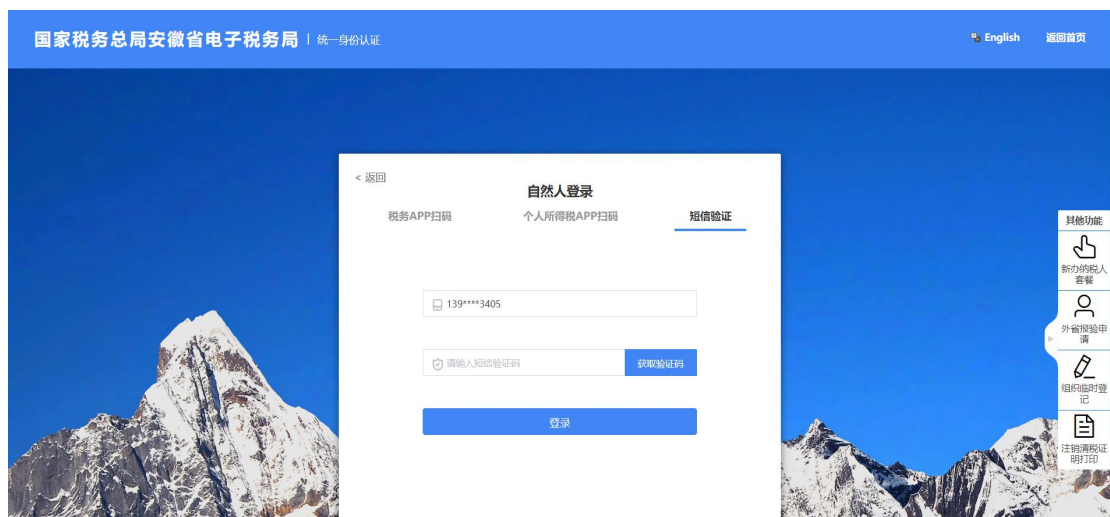 国家税务总局安徽省电子税务局 | 统一身份认证
English 返回首页
< 返回
自然人登录
税务APP扫码 个人所得税APP扫码 短信验证
139****3405
请输入短信验证码 获取验证码
登录
其他功能
新办纳税人
套餐
外省报验申
请
组织临时登
记
注销清税证
明打印